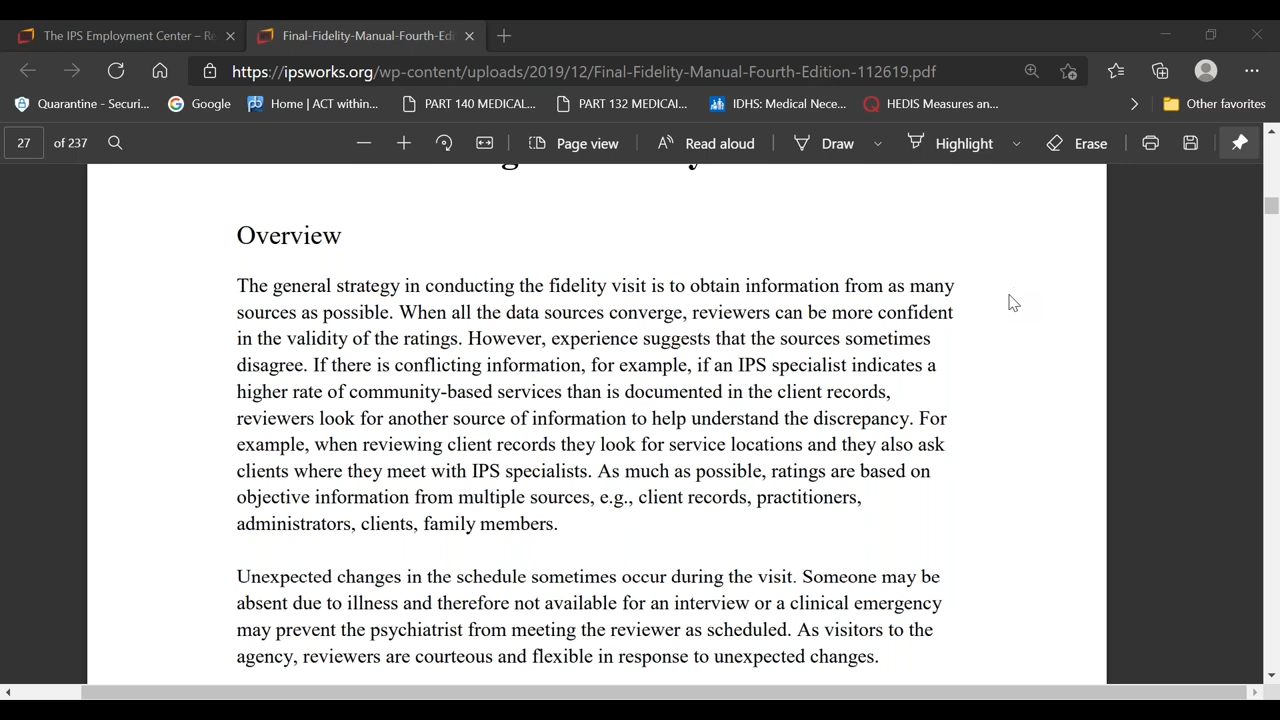 The IPS Employment Center – Re
Final-Fidelity-Manual-Fourth-Edi
https://ipsworks.org/wp-content/uploads/2019/12/Final-Fidelity-Manual-Fourth-Edition-112619.pdf
Quarantine - Securi... Google Home | ACT within... PART 140 MEDICAL... PART 132 MEDICAL... IDHS: Medical Nece... HEDIS Measures an... Other favorites
27 of 237 Page view Read aloud Draw Highlight Erase
Overview
The general strategy in conducting the fidelity visit is to obtain information from as many
sources as possible. When all the data sources converge, reviewers can be more confident
in the validity of the ratings. However, experience suggests that the sources sometimes
disagree. If there is conflicting information, for example, if an IPS specialist indicates a
higher rate of community-based services than is documented in the client records,
reviewers look for another source of information to help understand the discrepancy. For
example, when reviewing client records they look for service locations and they also ask
clients where they meet with IPS specialists. As much as possible, ratings are based on
objective information from multiple sources, e.g., client records, practitioners,
administrators, clients, family members.
Unexpected changes in the schedule sometimes occur during the visit. Someone may be
absent due to illness and therefore not available for an interview or a clinical emergency
may prevent the psychiatrist from meeting the reviewer as scheduled. As visitors to the
agency, reviewers are courteous and flexible in response to unexpected changes.